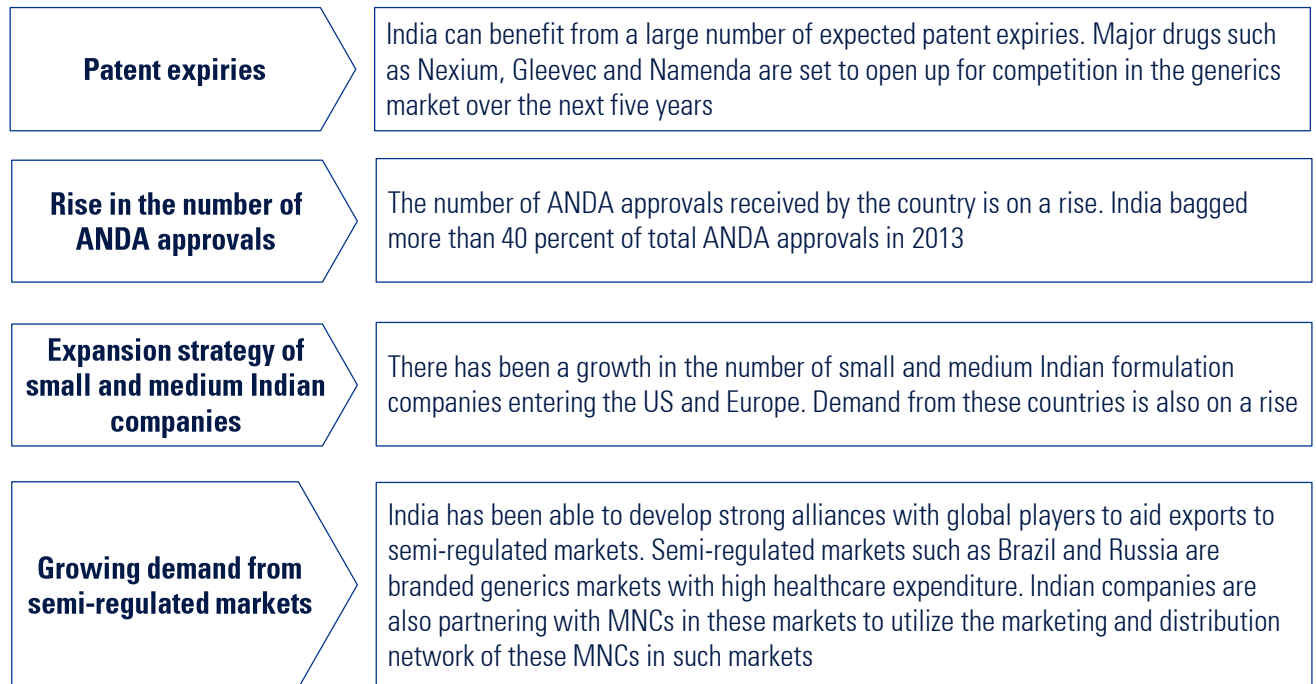 Patent expiries
India can benefit from a large number of expected patent expiries. Major drugs such
as Nexium, Gleevec and Namenda are set to open up for competition in the generics
market over the next five years
Rise in the number of
ANDA approvals
The number of ANDA approvals received by the country is on a rise. India bagged
more than 40 percent of total ANDA approvals in 2013
Expansion strategy of
small and medium Indian
companies
There has been a growth in the number of small and medium Indian formulation
companies entering the US and Europe. Demand from these countries is also on a rise
Growing demand from
semi-regulated markets
India has been able to develop strong alliances with global players to aid exports to
semi-regulated markets. Semi-regulated markets such as Brazil and Russia are
branded generics markets with high healthcare expenditure. Indian companies are
also partnering with MNCs in these markets to utilize the marketing and distribution
network of these MNCs in such markets